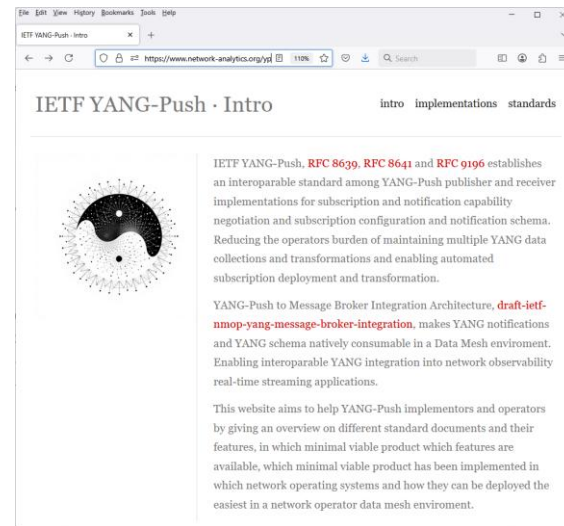 File Edit View History Bookmarks Tools Help
IETF YANG-Push - Intro
https://www.network-analytics.org/yp
110%
Search
IETF YANG-Push · Intro
intro implementations standards
IETF YANG-Push, RFC 8639, RFC 8641 and RFC 9196 establishes
an interoparable standard among YANG-Push publisher and receiver
implementations for subscription and notification capability
negotiation and subscription configuration and notification schema.
Reducing the operators burden of maintaining multiple YANG data
collections and transformations and enabling automated
subscription deployment and transformation.
YANG-Push to Message Broker Integration Architecture, draft-ietf-
nmop-yang-message-broker-integration, makes YANG notifications
and YANG schema natively consumable in a Data Mesh enviroment.
Enabling interoparable YANG integration into network observability
real-time streaming applications.
This website aims to help YANG-Push implementors and operators
by giving an overview on different standard documents and their
features, in which minimal viable product which features are
available, which minimal viable product has been implemented in
which network operating systems and how they can be deployed the
easiest in a network operator data mesh enviroment.